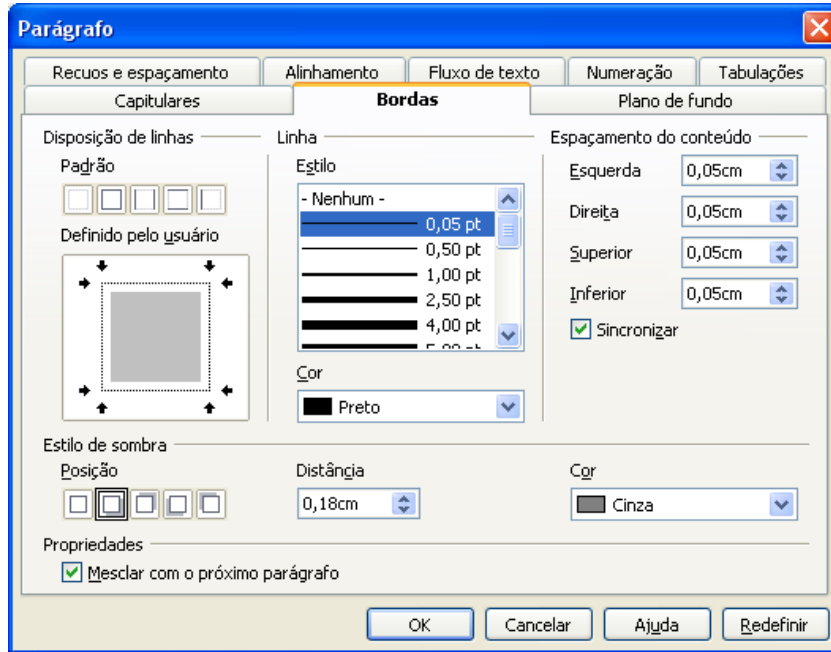 Parágrafo
Recuos e espaçamento Alinhamento Fluxo de texto Numeração Tabulações
Capitulares Bordas Plano de fundo
Disposição de linhas Linha Espaçamento do conteúdo
Padrão Estilo Esquerda 0,05cm
- Nenhum -
0,05 pt Direita 0,05cm
Definido pelo usuário 0,50 pt Superior 0,05cm
1,00 pt
2,50 pt Inferior 0,05cm
4,00 pt Sincronizar
5,00 pt
Cor
Preto
Estilo de sombra
Posição Distância Cor
0,18cm Cinza
Propriedades
Mesclar com o próximo parágrafo
OK Cancelar Ajuda Redefinir